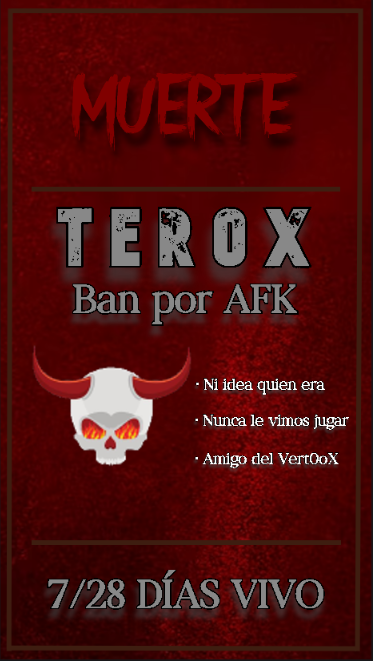 MUERTE
TEROX
Ban por AFK
· Ni idea quien era
· Nunca le vimos jugar
· Amigo del Vert0oX
7/28 DÍAS VIVO